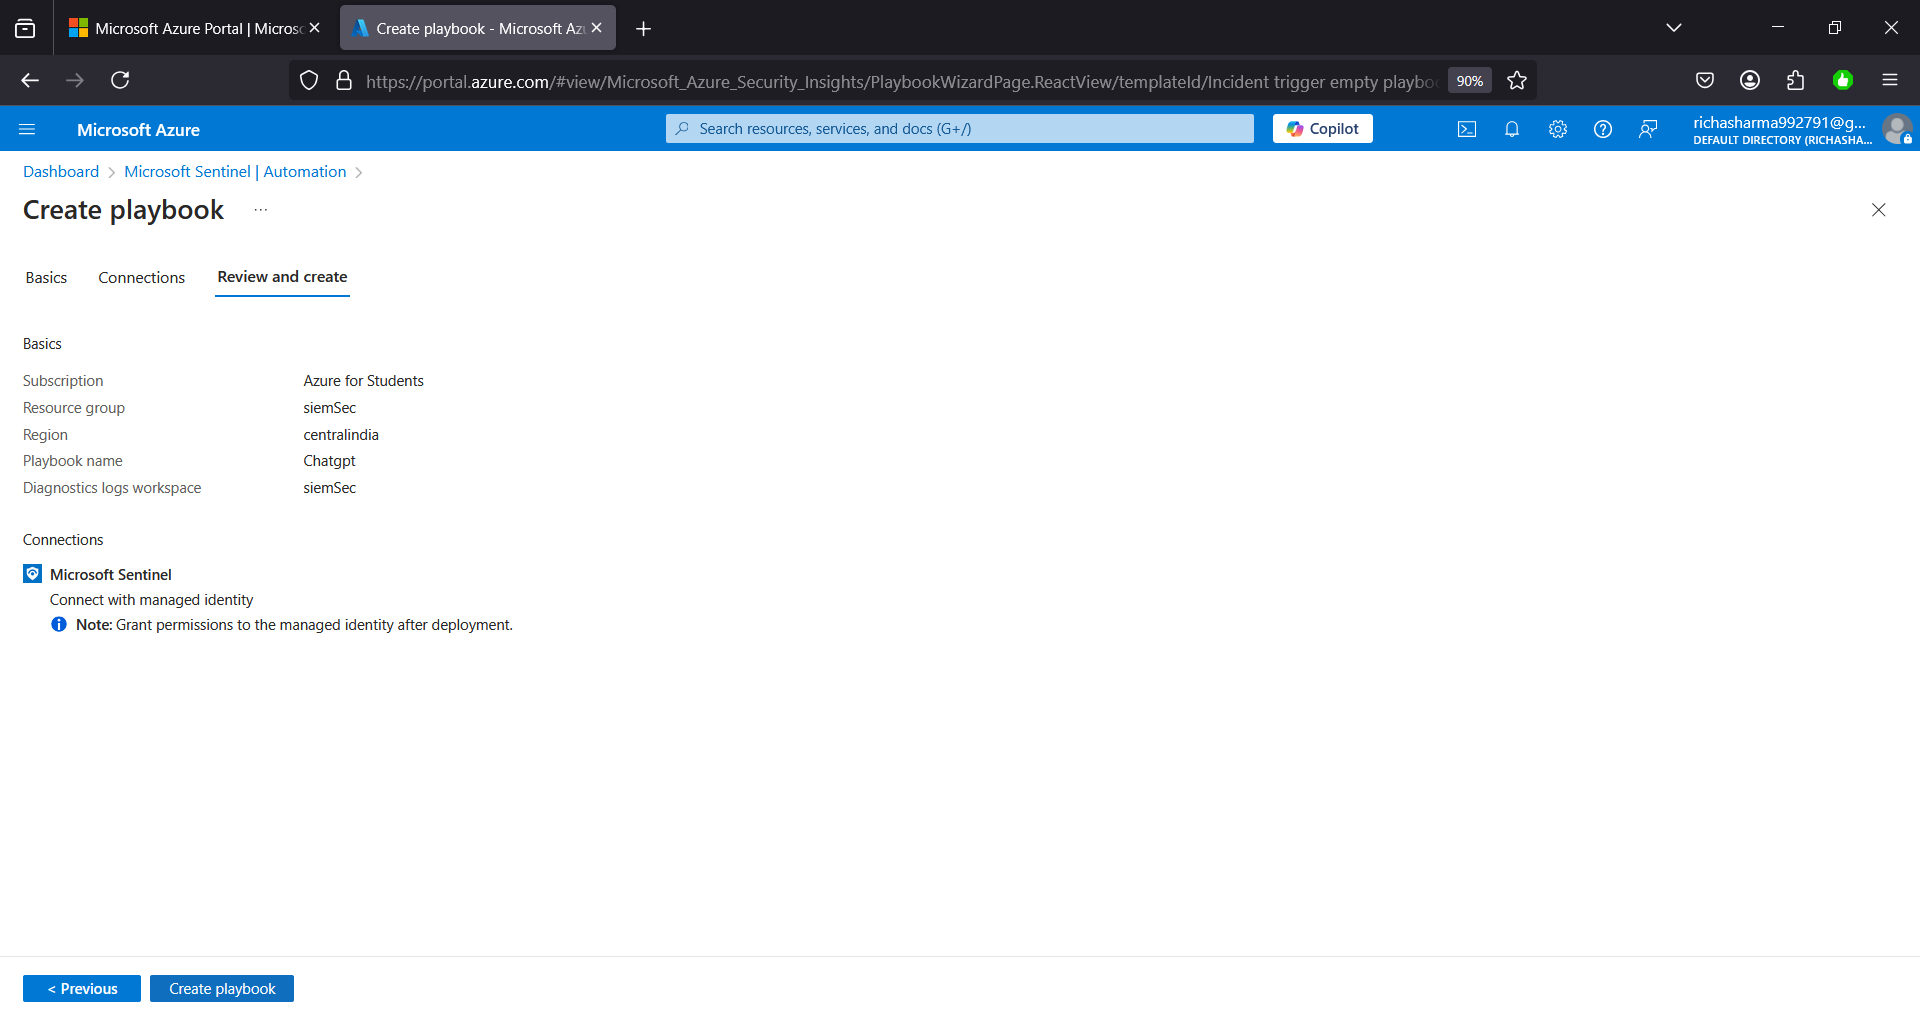 Microsoft Azure Portal | Micros
Create playbook - Microsoft Az
https://portal.azure.com/#view/Microsoft_Azure_Security_Insights/PlaybookWizardPage.ReactView/templateId/Incident trigger empty playbo
90%
Microsoft Azure
Search resources, services, and docs (G+/)
Copilot
richasharma992791@g...
DEFAULT DIRECTORY (RICHASHA...
Dashboard > Microsoft Sentinel | Automation >
Create playbook ...
Basics
Connections
Review and create
Basics
Subscription Azure for Students
Resource group siemSec
Region centralindia
Playbook name Chatgpt
Diagnostics logs workspace siemSec
Connections
Microsoft Sentinel
Connect with managed identity
Note: Grant permissions to the managed identity after deployment.
< Previous
Create playbook